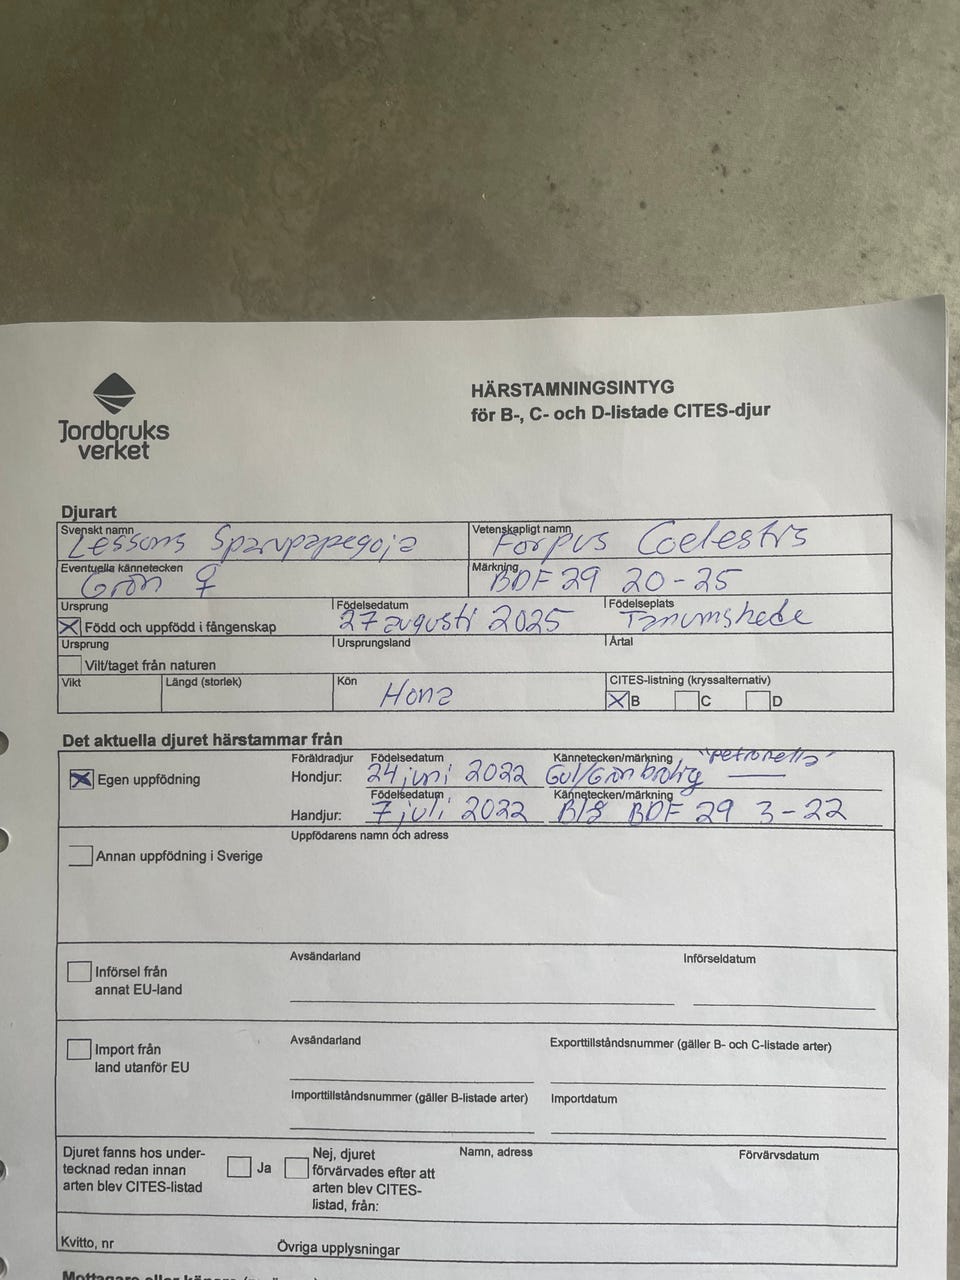 Jordbruks
verket
HÄRSTAMNINGSINTYG
för B-, C- och D-listade CITES-djur
Djurart
Svenskt namn
Lessons Sparvpapegoja
Vetenskapligt namn
Forpus Coelestis
Eventuella kännetecken
Grön ♀
Märkning
BDF 29 20-25
Ursprung
Född och uppfödd i fångenskap
Födelsedatum
27 augusti 2025
Födelseplats
Tanumshede
Ursprung
Vilt/taget från naturen
Ursprungsland
Årtal
Vikt
Längd (storlek)
Kön
Hona
CITES-listning (kryssalternativ)
B C D
Det aktuella djuret härstammar från
Egen uppfödning
Föräldradjur
Hondjur:
Födelsedatum
24 juni 2022
Kännetecken/märkning
"Petronella"
Gul/Grön brokig
Handjur:
Födelsedatum
7 juli 2022
Kännetecken/märkning
Blå BDF 29 3-22
Annan uppfödning i Sverige
Uppfödarens namn och adress
Införsel från
annat EU-land
Avsändarland
Införseldatum
Import från
land utanför EU
Avsändarland
Exporttillståndsnummer (gäller B- och C-listade arter)
Importtillståndsnummer (gäller B-listade arter)
Importdatum
Djuret fanns hos under-
tecknad redan innan
arten blev CITES-listad
Ja
Nej, djuret
förvärvades efter att
arten blev CITES-
listad, från:
Namn, adress
Förvärvsdatum
Kvitto, nr
Övriga upplysningar